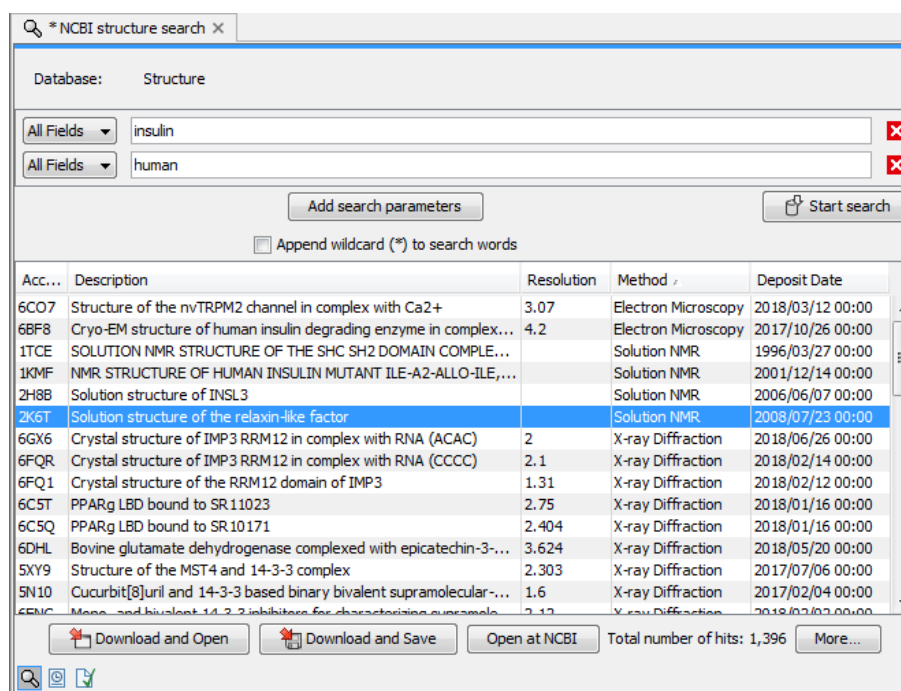 * NCBI structure search
Database: Structure
All Fields insulin
All Fields human
Add search parameters Start search
Append wildcard (*) to search words
Acc... Description Resolution Method Deposit Date
6CO7 Structure of the nvTRPM2 channel in complex with Ca2+ 3.07 Electron Microscopy 2018/03/12 00:00
6BF8 Cryo-EM structure of human insulin degrading enzyme in complex... 4.2 Electron Microscopy 2017/10/26 00:00
1TCE SOLUTION NMR STRUCTURE OF THE SHC SH2 DOMAIN COMPLE... Solution NMR 1996/03/27 00:00
1KMF NMR STRUCTURE OF HUMAN INSULIN MUTANT ILE-A2-ALLO-ILE,... Solution NMR 2001/12/14 00:00
2H8B Solution structure of INSL3 Solution NMR 2006/06/07 00:00
2K6T Solution structure of the relaxin-like factor Solution NMR 2008/07/23 00:00
6GX6 Crystal structure of IMP3 RRM12 in complex with RNA (ACAC) 2 X-ray Diffraction 2018/06/26 00:00
6FQR Crystal structure of IMP3 RRM12 in complex with RNA (CCCC) 2.1 X-ray Diffraction 2018/02/14 00:00
6FQ1 Crystal structure of the RRM12 domain of IMP3 1.31 X-ray Diffraction 2018/02/12 00:00
6C5T PPARg LBD bound to SR11023 2.75 X-ray Diffraction 2018/01/16 00:00
6C5Q PPARg LBD bound to SR10171 2.404 X-ray Diffraction 2018/01/16 00:00
6DHL Bovine glutamate dehydrogenase complexed with epicatechin-3-... 3.624 X-ray Diffraction 2018/05/20 00:00
5XY9 Structure of the MST4 and 14-3-3 complex 2.303 X-ray Diffraction 2017/07/06 00:00
5N10 Cucurbit[8]uril and 14-3-3 based binary bivalent supramolecular-... 1.6 X-ray Diffraction 2017/02/04 00:00
Mono- and bivalent 14-3-3 inhibitors for characterizing supramole... 2.12 X-ray Diffraction
Download and Open Download and Save Open at NCBI Total number of hits: 1,396 More...